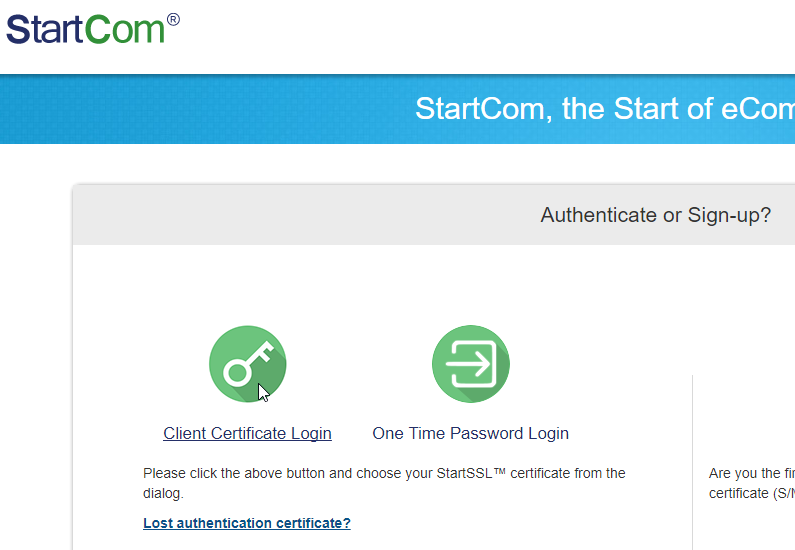 StartCom®
StartCom, the Start of eCom
Authenticate or Sign-up?
Client Certificate Login
One Time Password Login
Please click the above button and choose your StartSSL™ certificate from the
dialog.
Lost authentication certificate?
Are you the
certificate